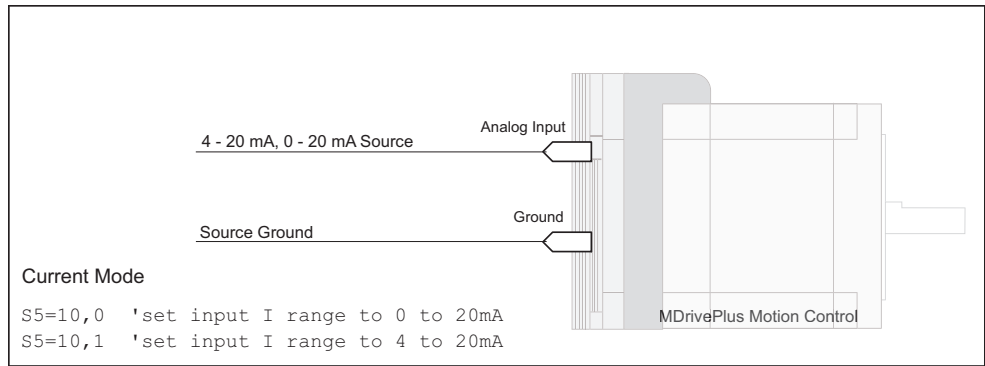 Analog Input
4 - 20 mA, 0 - 20 mA Source
Ground
Source Ground
Current Mode
S5=10,0  'set input I range to 0 to 20mA
S5=10,1  'set input I range to 4 to 20mA
MDrivePlus Motion Control